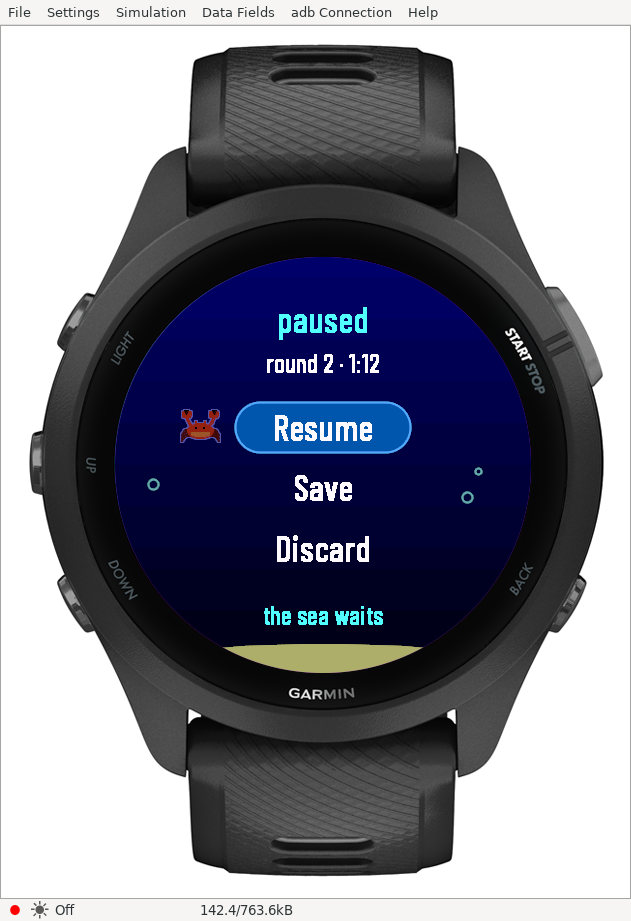 File Settings Simulation Data Fields adb Connection Help
START STOP
LIGHT
paused
round 2 · 1:12
Resume
UP
Save
Discard
DOWN
BACK
the sea waits
GARMIN
Off 142.4/763.6kB